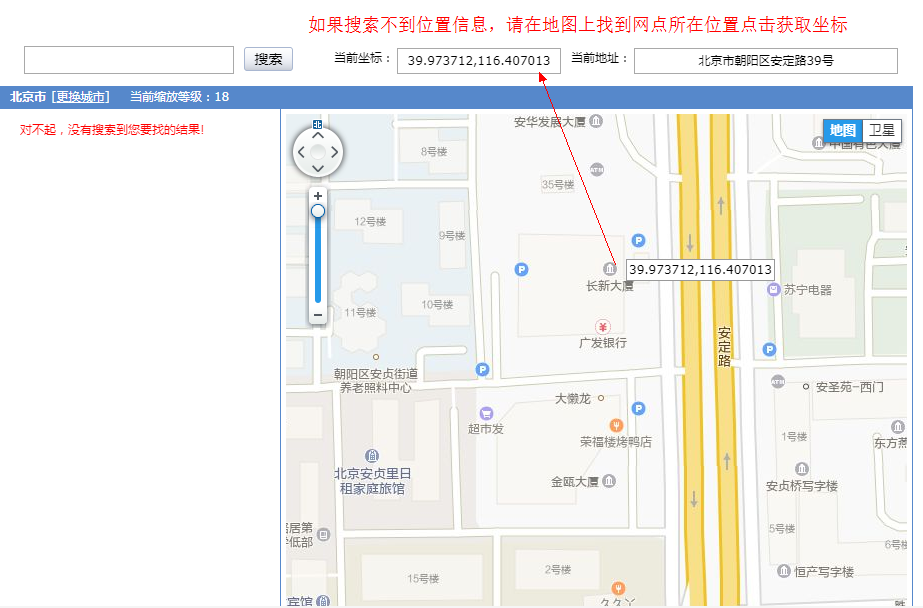 如果搜索不到位置信息，请在地图上找到网点所在位置点击获取坐标
搜索
当前坐标：
39.973712,116.407013
当前地址：
北京市朝阳区安定路39号
北京市 [更换城市] 当前缩放等级：18
对不起，没有搜索到您要找的结果!
北
安华发展大厦
地图
卫星
中国有色大厦
8号楼
ATM
35号楼
12号楼
9号楼
P
P
39.973712,116.407013
长新大厦
苏宁电器
10号楼
11号楼
¥
广发银行
安定路
P
朝阳区安贞街道
养老照料中心
P
ATM
安圣苑-西门
大懒龙
P
超市发
荣福楼烤鸭店
1号楼
东方燕
北京安贞里日
租家庭旅馆
金瓯大厦
安贞桥写字楼
居第
低部
5号楼
6号楼
恒产写字楼
15号楼
2号楼
宾馆
久久丫